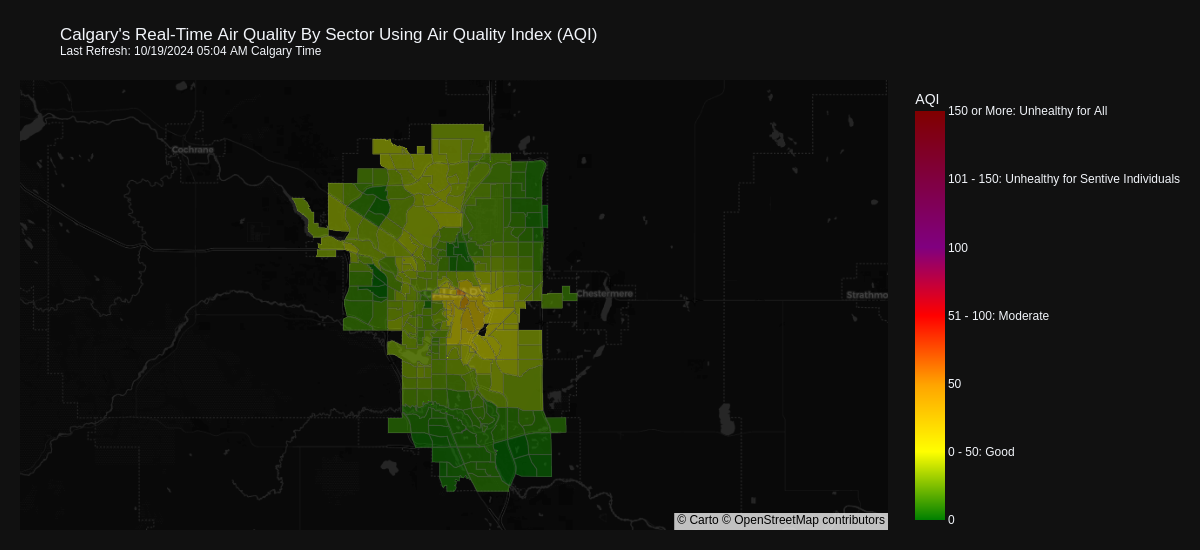 Calgary's Real-Time Air Quality By Sector Using Air Quality Index (AQI)
Last Refresh: 10/19/2024 05:04 AM Calgary Time
AQI
150 or More: Unhealthy for All
Cochrane
101 - 150: Unhealthy for Sentive Individuals
100
Chestermere
Strathmo
51 - 100: Moderate
50
0 - 50: Good
0
© Carto © OpenStreetMap contributors